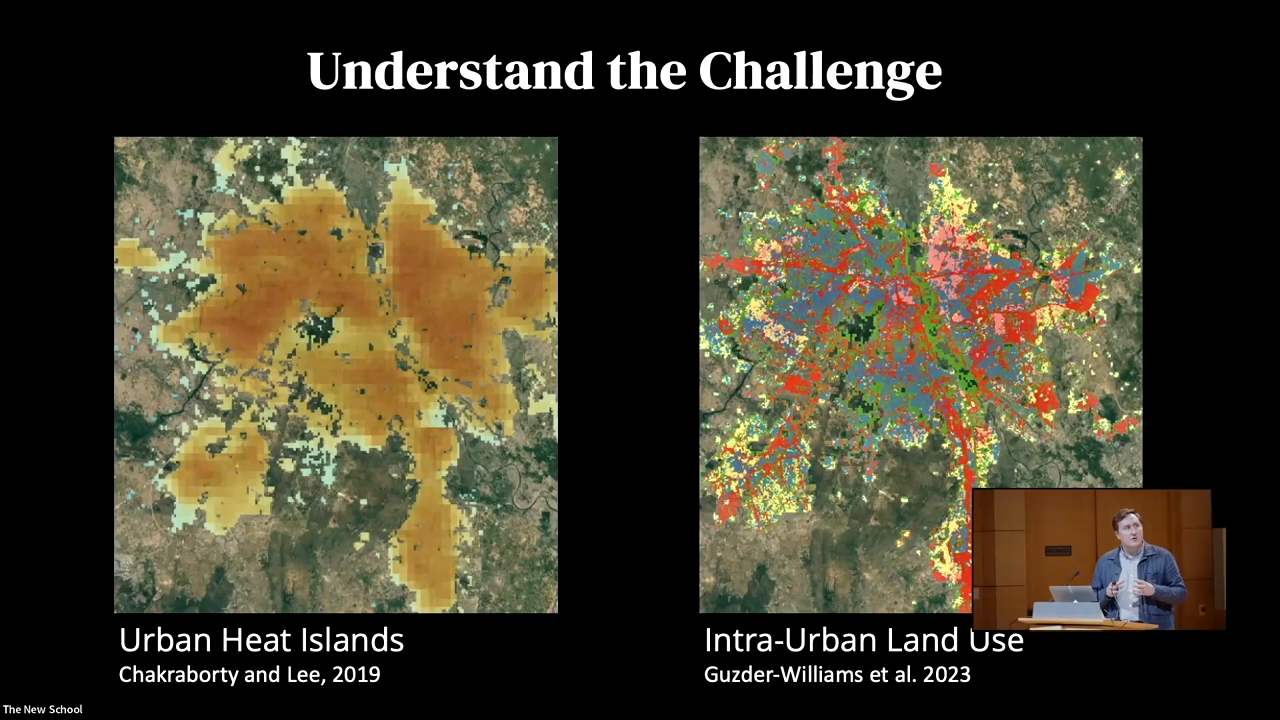 Understand the Challenge
Urban Heat Islands
Chakraborty and Lee, 2019
Intra-Urban Land Use
Guzder-Williams et al. 2023
The New School